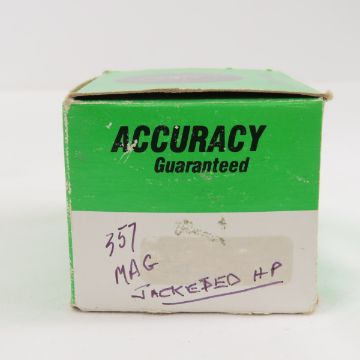 ACCURACY
Guaranteed
357
MAG
JACKETED HP